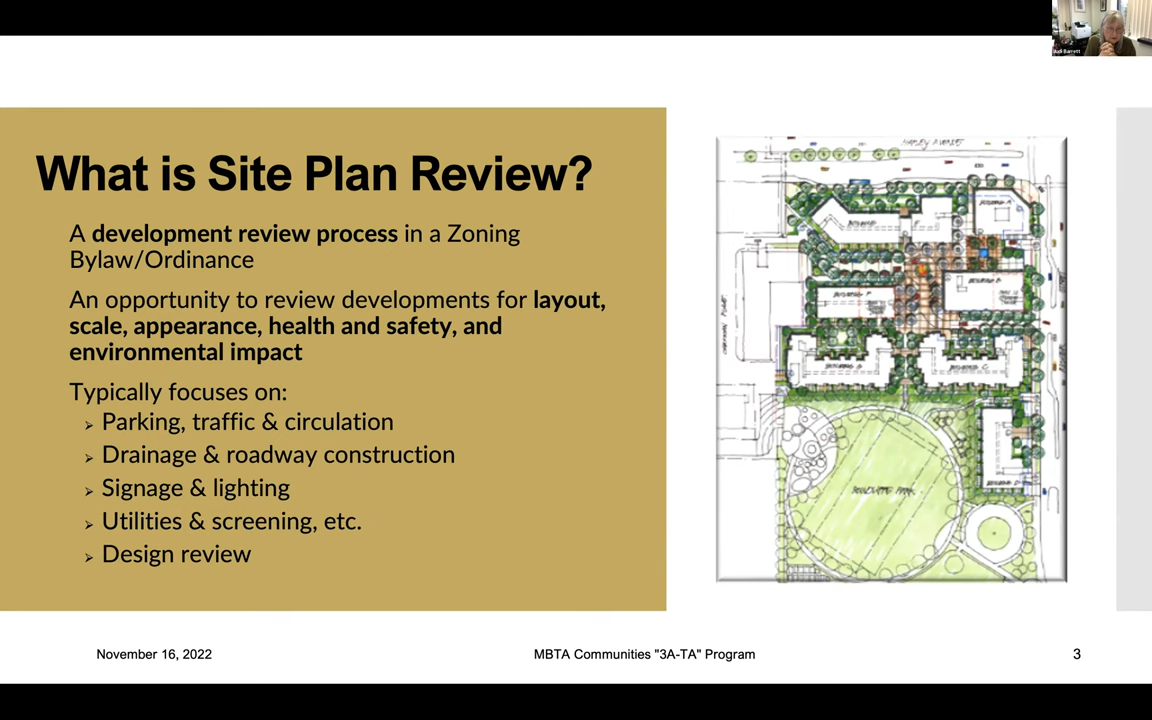 Judi Barrett
What is Site Plan Review?
A development review process in a Zoning
Bylaw/Ordinance
An opportunity to review developments for layout,
scale, appearance, health and safety, and
environmental impact
Typically focuses on:
Parking, traffic & circulation
Drainage & roadway construction
Signage & lighting
Utilities & screening, etc.
Design review
November 16, 2022
MBTA Communities "3A-TA" Program
3